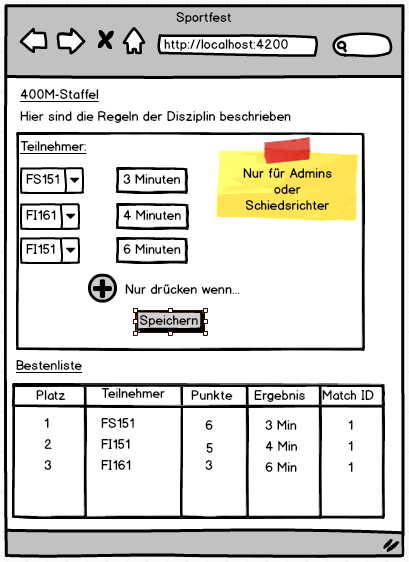 Sportfest
http://localhost:4200
400M-Staffel
Hier sind die Regeln der Disziplin beschrieben
Teilnehmer:
Nur für Admins
oder
Schiedsrichter
FS151 3 Minuten
FI161 4 Minuten
FI151 6 Minuten
Nur drücken wenn...
Speichern
Bestenliste
Platz Teilnehmer Punkte Ergebnis Match ID
1 FS151 6 3 Min 1
2 FI151 5 4 Min 1
3 FI161 3 6 Min 1